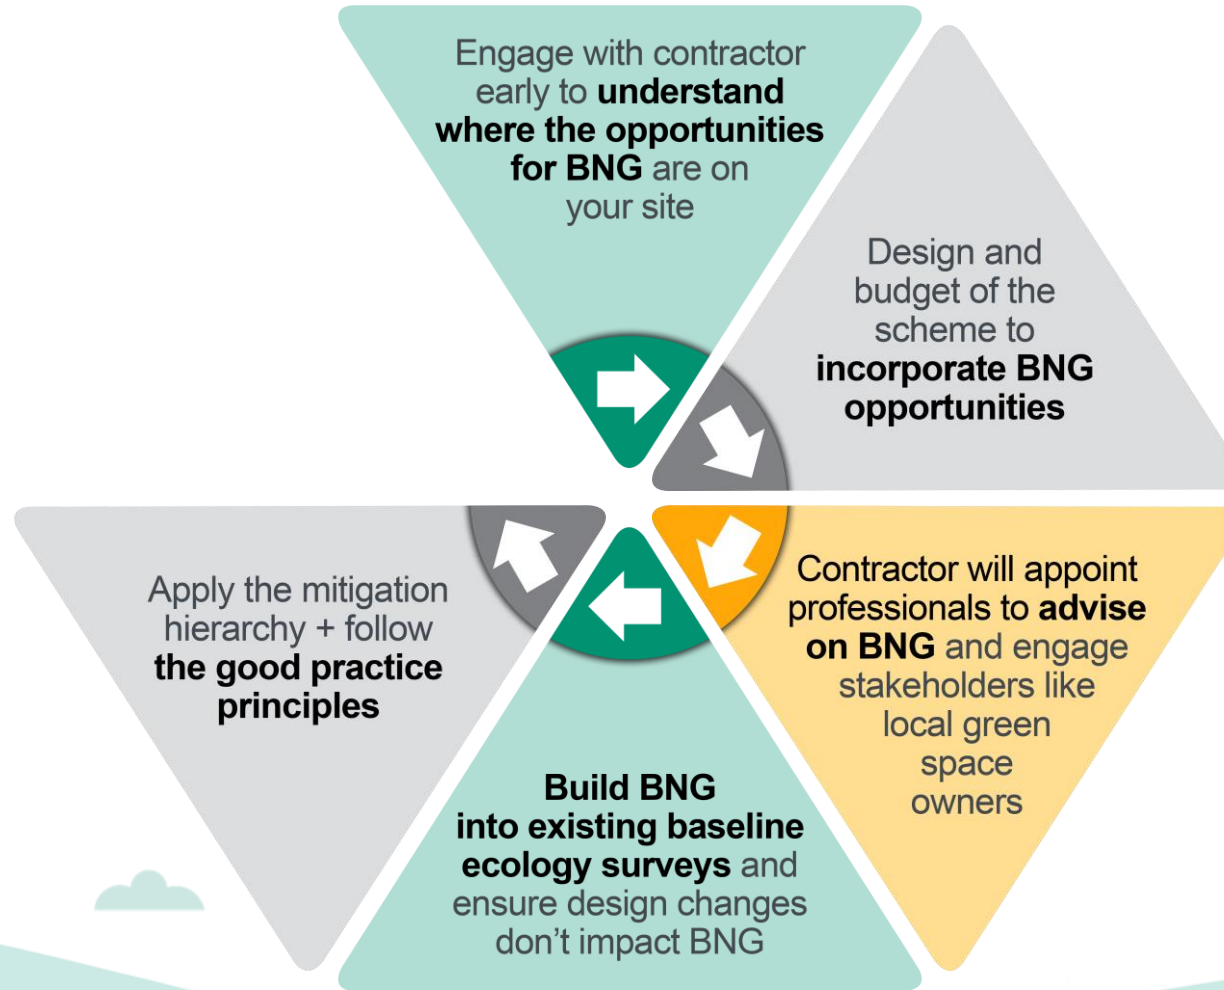 Engage with contractor
early to understand
where the opportunities
for BNG are on
your site
Design and
budget of the
scheme to
incorporate BNG
opportunities
Contractor will appoint
professionals to advise
on BNG and engage
stakeholders like
local green
space
owners
Build BNG
into existing baseline
ecology surveys and
ensure design changes
don’t impact BNG
Apply the mitigation
hierarchy + follow
the good practice
principles